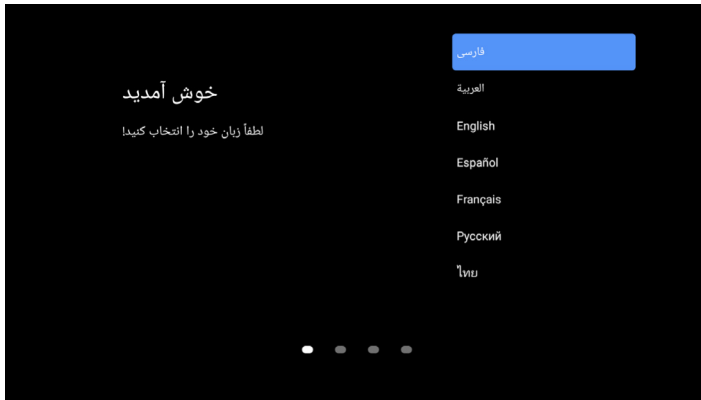 خوش آمدید
لطفاً زبان خود را انتخاب کنید!
فارسی
العربية
English
Español
Français
Русский
ไทย